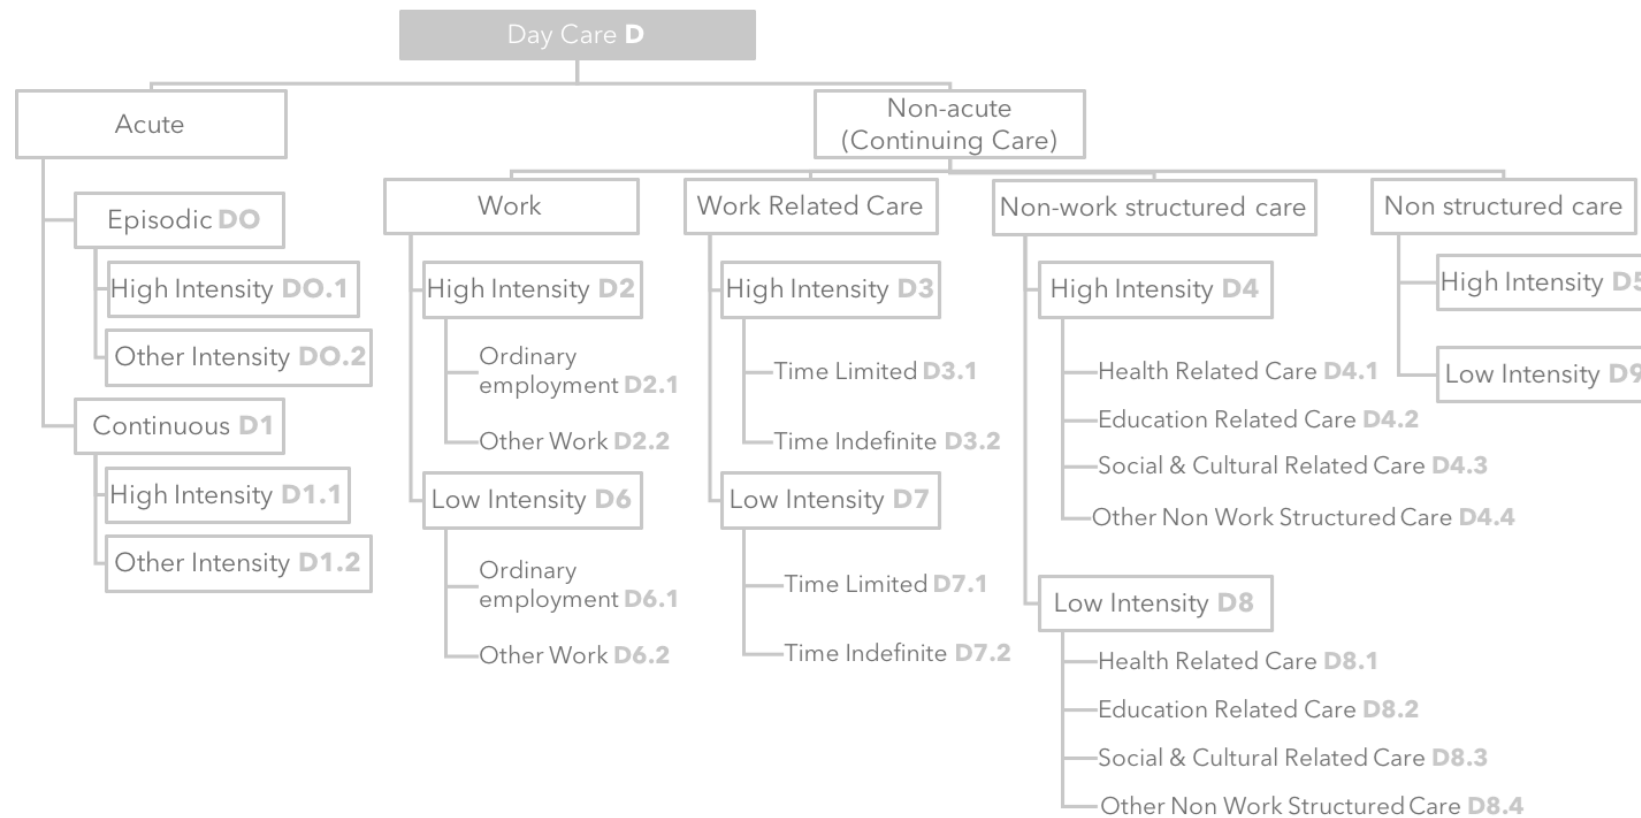 Day Care D
Acute
Non-acute
(Continuing Care)
Episodic DO
High Intensity DO.1
Other Intensity DO.2
Continuous D1
High Intensity D1.1
Other Intensity D1.2
Work
High Intensity D2
Ordinary
employment D2.1
Other Work D2.2
Low Intensity D6
Ordinary
employment D6.1
Other Work D6.2
Work Related Care
High Intensity D3
Time Limited D3.1
Time Indefinite D3.2
Low Intensity D7
Time Limited D7.1
Time Indefinite D7.2
Non-work structured care
High Intensity D4
Health Related Care D4.1
Education Related Care D4.2
Social & Cultural Related Care D4.3
Other Non Work Structured Care D4.4
Low Intensity D8
Health Related Care D8.1
Education Related Care D8.2
Social & Cultural Related Care D8.3
Other Non Work Structured Care D8.4
Non structured care
High Intensity D5
Low Intensity D9